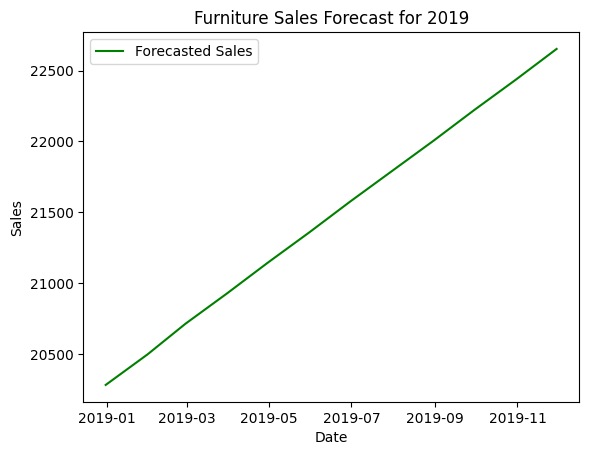 Furniture Sales Forecast for 2019
Forecasted Sales
22500
22000
21500
21000
20500
Sales
2019-01 2019-03 2019-05 2019-07 2019-09 2019-11
Date